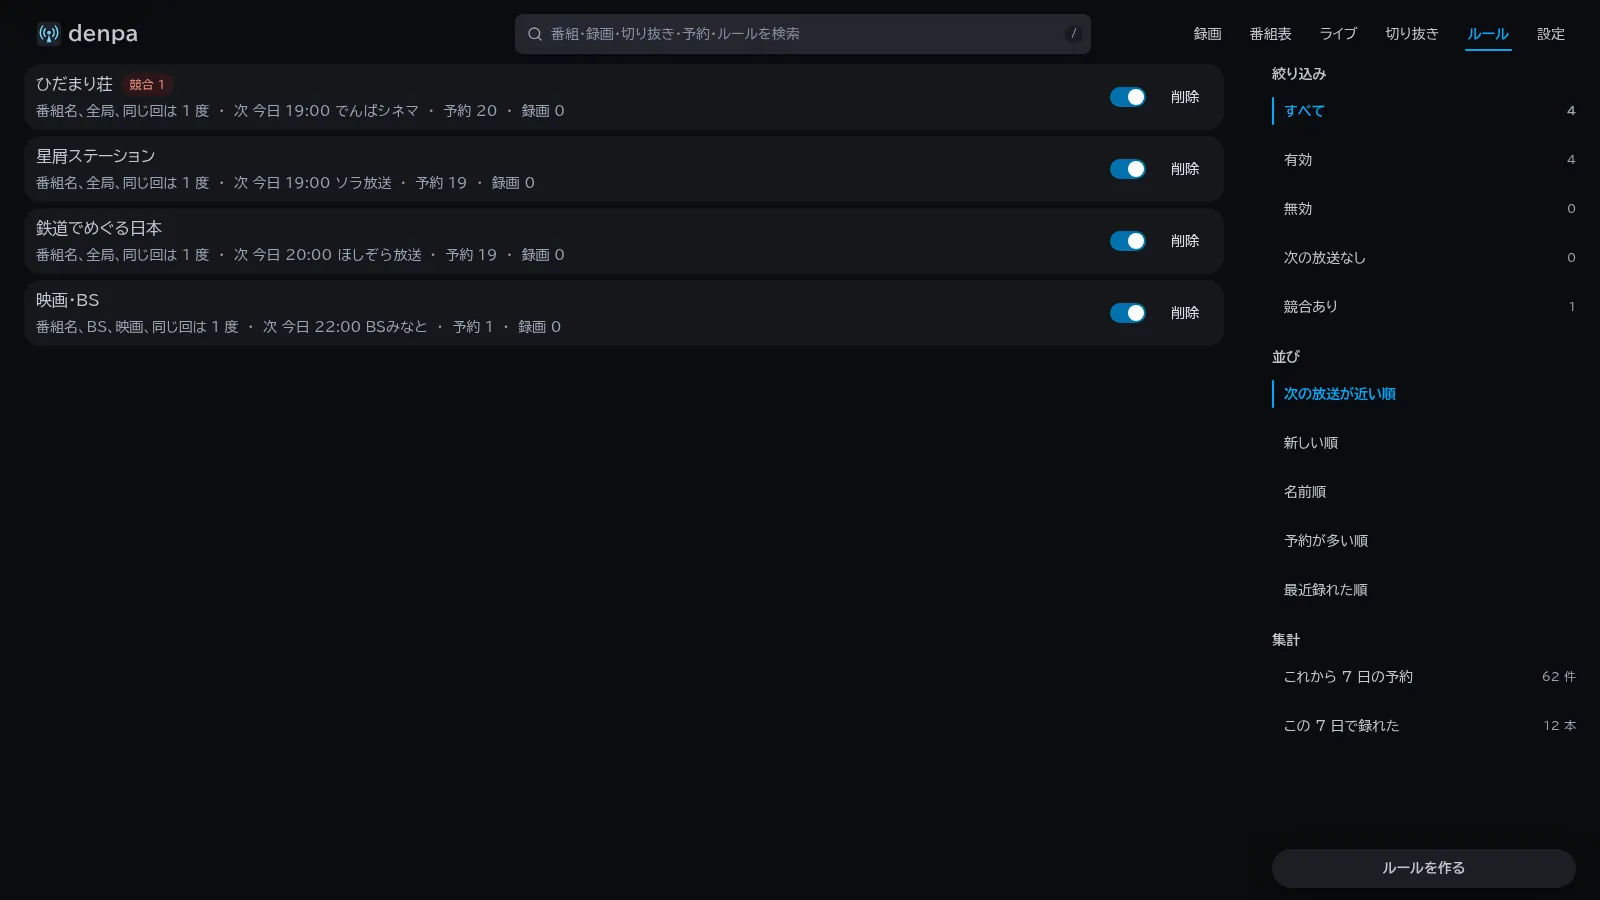 denpa
番組・録画・切り抜き・予約・ルールを検索 /
録画 番組表 ライブ 切り抜き ルール 設定
ひだまり荘 競合 1
番組名、全局、同じ回は 1 度 ・ 次 今日 19:00 でんぱシネマ ・ 予約 20 ・ 録画 0
削除
星屑ステーション
番組名、全局、同じ回は 1 度 ・ 次 今日 19:00 ソラ放送 ・ 予約 19 ・ 録画 0
削除
鉄道でめぐる日本
番組名、全局、同じ回は 1 度 ・ 次 今日 20:00 ほしぞら放送 ・ 予約 19 ・ 録画 0
削除
映画・BS
番組名、BS、映画、同じ回は 1 度 ・ 次 今日 22:00 BSみなと ・ 予約 1 ・ 録画 0
削除
絞り込み
すべて 4
有効 4
無効 0
次の放送なし 0
競合あり 1
並び
次の放送が近い順
新しい順
名前順
予約が多い順
最近録れた順
集計
これから 7 日の予約 62 件
この 7 日で録れた 12 本
ルールを作る